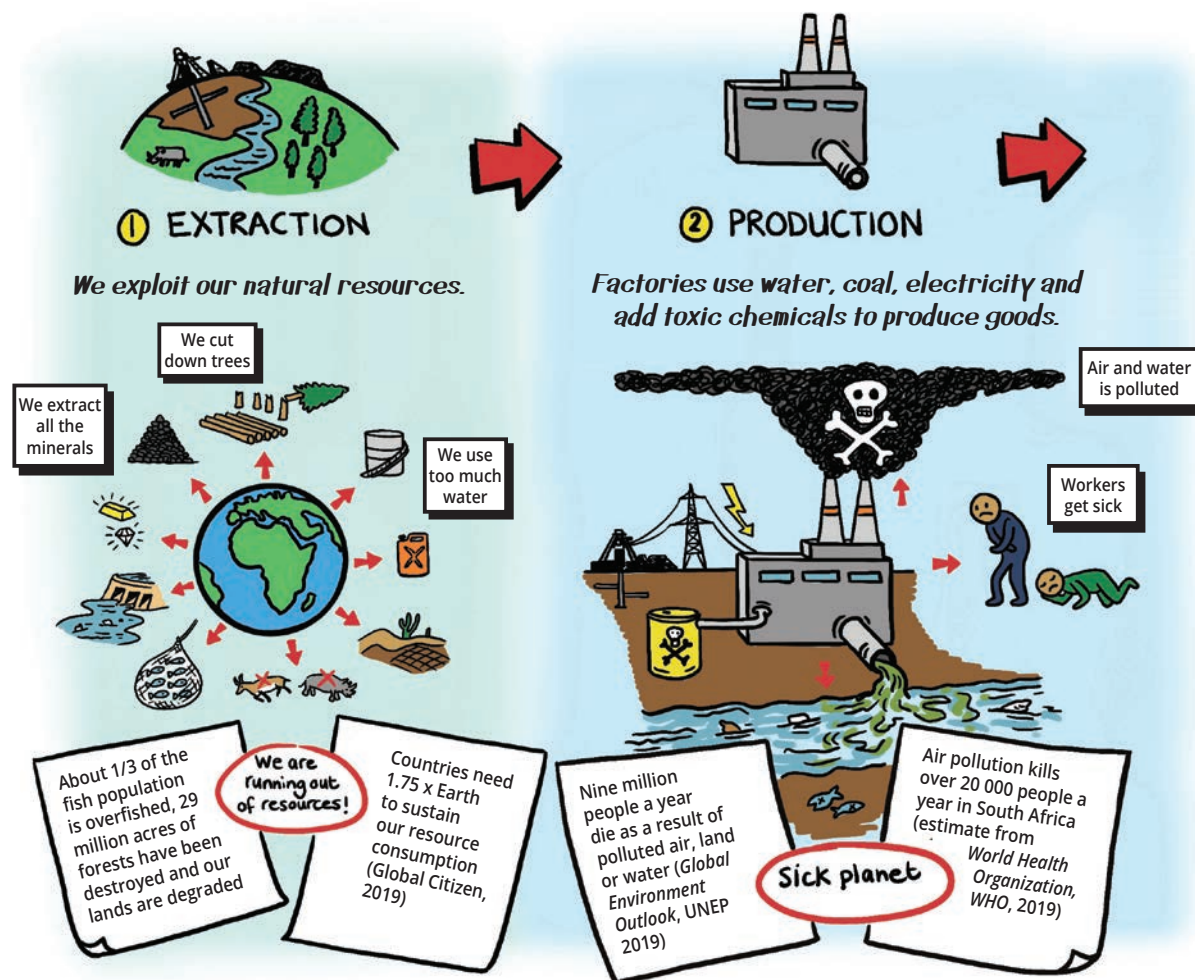 1 EXTRACTION
We exploit our natural resources.
We cut
down trees
We extract
all the
minerals
We use
too much
water
About 1/3 of the
fish population
is overfished, 29
million acres of
forests have been
destroyed and our
lands are degraded
We are
running out
of resources!
Countries need
1.75 x Earth
to sustain
our resource
consumption
(Global Citizen,
2019)
2 PRODUCTION
Factories use water, coal, electricity and
add toxic chemicals to produce goods.
Air and water
is polluted
Workers
get sick
Nine million
people a year
die as a result of
polluted air, land
or water (Global
Environment
Outlook, UNEP
2019)
Sick planet
Air pollution kills
over 20 000 people a
year in South Africa
(estimate from
World Health
Organization,
WHO, 2019)